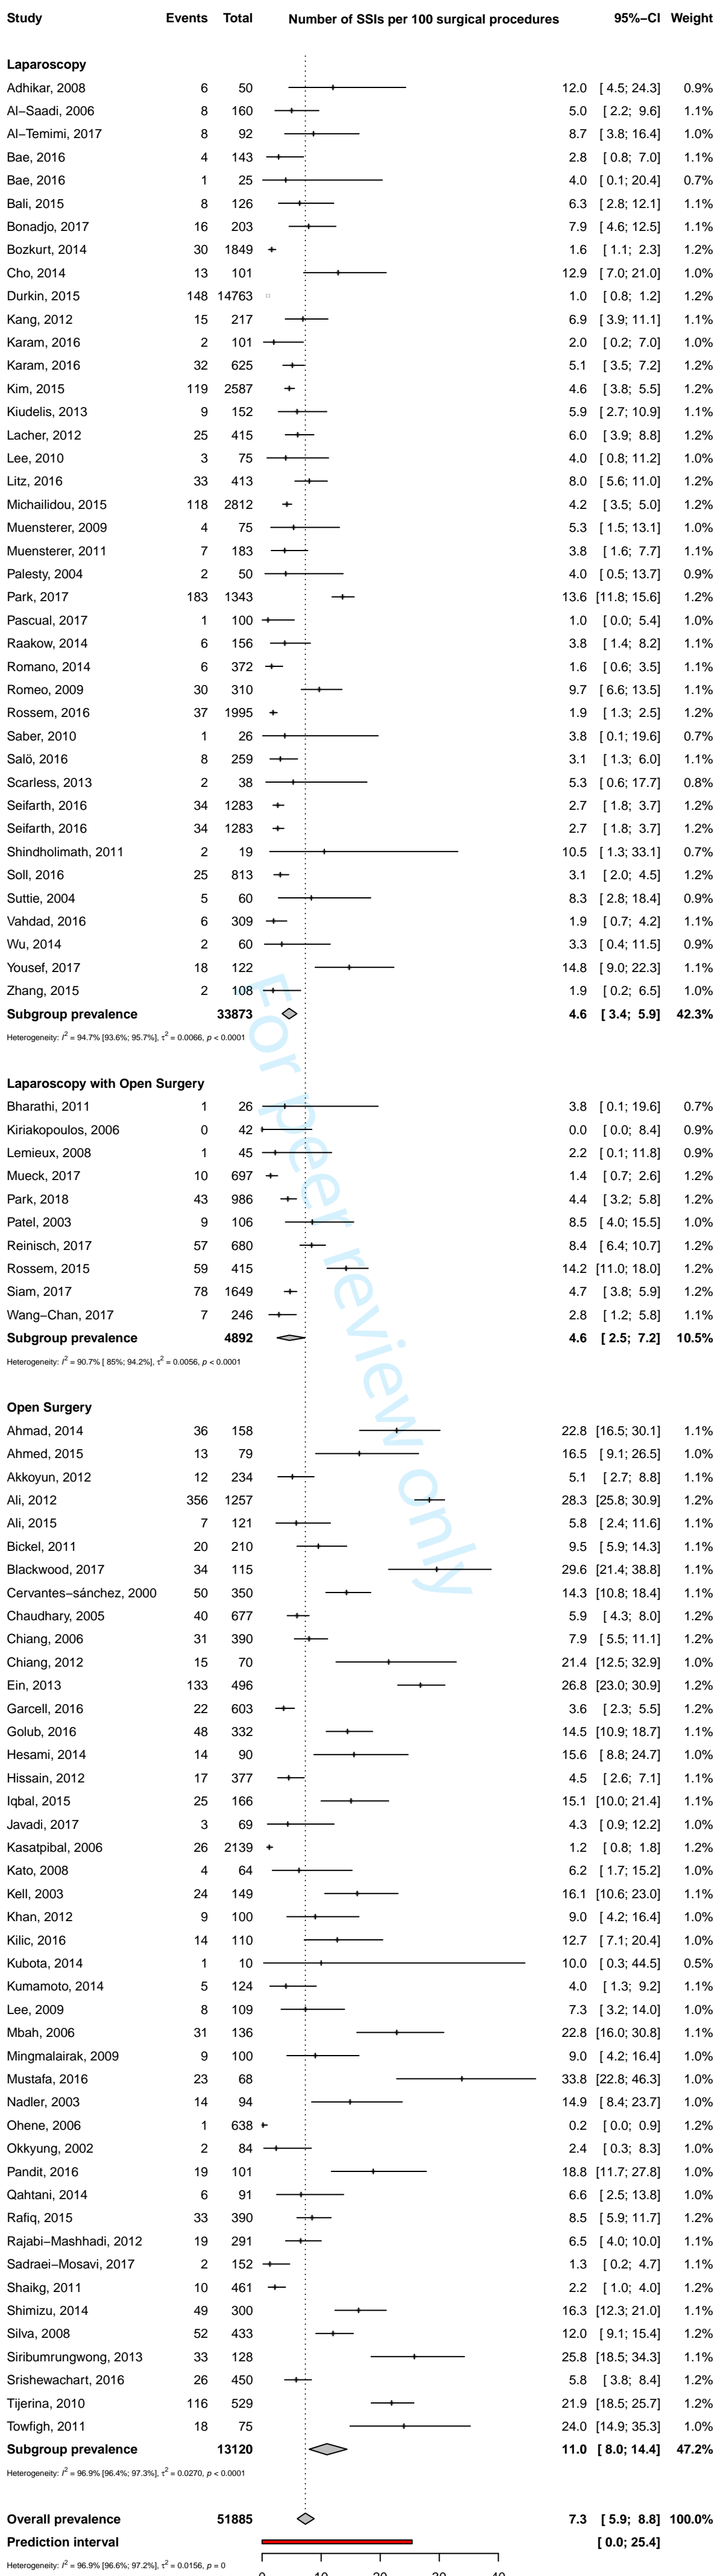 Study Events Total Number of SSIs per 100 surgical procedures 95%−CI Weight
Laparoscopy
Adhikar, 2008 6 50 12.0 [ 4.5; 24.3] 0.9%
Al−Saadi, 2006 8 160 5.0 [ 2.2; 9.6] 1.1%
Al−Temimi, 2017 8 92 8.7 [ 3.8; 16.4] 1.0%
Bae, 2016 4 143 2.8 [ 0.8; 7.0] 1.1%
Bae, 2016 1 25 4.0 [ 0.1; 20.4] 0.7%
Bali, 2015 8 126 6.3 [ 2.8; 12.1] 1.1%
Bonadjo, 2017 16 203 7.9 [ 4.6; 12.5] 1.1%
Bozkurt, 2014 30 1849 1.6 [ 1.1; 2.3] 1.2%
Cho, 2014 13 101 12.9 [ 7.0; 21.0] 1.0%
Durkin, 2015 148 14763 1.0 [ 0.8; 1.2] 1.2%
Kang, 2012 15 217 6.9 [ 3.9; 11.1] 1.1%
Karam, 2016 2 101 2.0 [ 0.2; 7.0] 1.0%
Karam, 2016 32 625 5.1 [ 3.5; 7.2] 1.2%
Kim, 2015 119 2587 4.6 [ 3.8; 5.5] 1.2%
Kiudelis, 2013 9 152 5.9 [ 2.7; 10.9] 1.1%
Lacher, 2012 25 415 6.0 [ 3.9; 8.8] 1.2%
Lee, 2010 3 75 4.0 [ 0.8; 11.2] 1.0%
Litz, 2016 33 413 8.0 [ 5.6; 11.0] 1.2%
Michailidou, 2015 118 2812 4.2 [ 3.5; 5.0] 1.2%
Muensterer, 2009 4 75 5.3 [ 1.5; 13.1] 1.0%
Muensterer, 2011 7 183 3.8 [ 1.6; 7.7] 1.1%
Palesty, 2004 2 50 4.0 [ 0.5; 13.7] 0.9%
Park, 2017 183 1343 13.6 [11.8; 15.6] 1.2%
Pascual, 2017 1 100 1.0 [ 0.0; 5.4] 1.0%
Raakow, 2014 6 156 3.8 [ 1.4; 8.2] 1.1%
Romano, 2014 6 372 1.6 [ 0.6; 3.5] 1.1%
Romeo, 2009 30 310 9.7 [ 6.6; 13.5] 1.1%
Rossem, 2016 37 1995 1.9 [ 1.3; 2.5] 1.2%
Saber, 2010 1 26 3.8 [ 0.1; 19.6] 0.7%
Salö, 2016 8 259 3.1 [ 1.3; 6.0] 1.1%
Scarless, 2013 2 38 5.3 [ 0.6; 17.7] 0.8%
Seifarth, 2016 34 1283 2.7 [ 1.8; 3.7] 1.2%
Seifarth, 2016 34 1283 2.7 [ 1.8; 3.7] 1.2%
Shindholimath, 2011 2 19 10.5 [ 1.3; 33.1] 0.7%
Soll, 2016 25 813 3.1 [ 2.0; 4.5] 1.2%
Suttie, 2004 5 60 8.3 [ 2.8; 18.4] 0.9%
Vahdad, 2016 6 309 1.9 [ 0.7; 4.2] 1.1%
Wu, 2014 2 60 3.3 [ 0.4; 11.5] 0.9%
Yousef, 2017 18 122 14.8 [ 9.0; 22.3] 1.1%
Zhang, 2015 2 108 1.9 [ 0.2; 6.5] 1.0%
Subgroup prevalence 33873 4.6 [ 3.4; 5.9] 42.3%
Heterogeneity: I² = 94.7% [93.6%; 95.7%], τ² = 0.0066, p < 0.0001
Laparoscopy with Open Surgery
Bharathi, 2011 1 26 3.8 [ 0.1; 19.6] 0.7%
Kiriakopoulos, 2006 0 42 0.0 [ 0.0; 8.4] 0.9%
Lemieux, 2008 1 45 2.2 [ 0.1; 11.8] 0.9%
Mueck, 2017 10 697 1.4 [ 0.7; 2.6] 1.2%
Park, 2018 43 986 4.4 [ 3.2; 5.8] 1.2%
Patel, 2003 9 106 8.5 [ 4.0; 15.5] 1.0%
Reinisch, 2017 57 680 8.4 [ 6.4; 10.7] 1.2%
Rossem, 2015 59 415 14.2 [11.0; 18.0] 1.2%
Siam, 2017 78 1649 4.7 [ 3.8; 5.9] 1.2%
Wang−Chan, 2017 7 246 2.8 [ 1.2; 5.8] 1.1%
Subgroup prevalence 4892 4.6 [ 2.5; 7.2] 10.5%
Heterogeneity: I² = 90.7% [ 85%; 94.2%], τ² = 0.0056, p < 0.0001
Open Surgery
Ahmad, 2014 36 158 22.8 [16.5; 30.1] 1.1%
Ahmed, 2015 13 79 16.5 [ 9.1; 26.5] 1.0%
Akkoyun, 2012 12 234 5.1 [ 2.7; 8.8] 1.1%
Ali, 2012 356 1257 28.3 [25.8; 30.9] 1.2%
Ali, 2015 7 121 5.8 [ 2.4; 11.6] 1.1%
Bickel, 2011 20 210 9.5 [ 5.9; 14.3] 1.1%
Blackwood, 2017 34 115 29.6 [21.4; 38.8] 1.1%
Cervantes−sánchez, 2000 50 350 14.3 [10.8; 18.4] 1.1%
Chaudhary, 2005 40 677 5.9 [ 4.3; 8.0] 1.2%
Chiang, 2006 31 390 7.9 [ 5.5; 11.1] 1.2%
Chiang, 2012 15 70 21.4 [12.5; 32.9] 1.0%
Ein, 2013 133 496 26.8 [23.0; 30.9] 1.2%
Garcell, 2016 22 603 3.6 [ 2.3; 5.5] 1.2%
Golub, 2016 48 332 14.5 [10.9; 18.7] 1.1%
Hesami, 2014 14 90 15.6 [ 8.8; 24.7] 1.0%
Hissain, 2012 17 377 4.5 [ 2.6; 7.1] 1.1%
Iqbal, 2015 25 166 15.1 [10.0; 21.4] 1.1%
Javadi, 2017 3 69 4.3 [ 0.9; 12.2] 1.0%
Kasatpibal, 2006 26 2139 1.2 [ 0.8; 1.8] 1.2%
Kato, 2008 4 64 6.2 [ 1.7; 15.2] 1.0%
Kell, 2003 24 149 16.1 [10.6; 23.0] 1.1%
Khan, 2012 9 100 9.0 [ 4.2; 16.4] 1.0%
Kilic, 2016 14 110 12.7 [ 7.1; 20.4] 1.0%
Kubota, 2014 1 10 10.0 [ 0.3; 44.5] 0.5%
Kumamoto, 2014 5 124 4.0 [ 1.3; 9.2] 1.1%
Lee, 2009 8 109 7.3 [ 3.2; 14.0] 1.0%
Mbah, 2006 31 136 22.8 [16.0; 30.8] 1.1%
Mingmalairak, 2009 9 100 9.0 [ 4.2; 16.4] 1.0%
Mustafa, 2016 23 68 33.8 [22.8; 46.3] 1.0%
Nadler, 2003 14 94 14.9 [ 8.4; 23.7] 1.0%
Ohene, 2006 1 638 0.2 [ 0.0; 0.9] 1.2%
Okkyung, 2002 2 84 2.4 [ 0.3; 8.3] 1.0%
Pandit, 2016 19 101 18.8 [11.7; 27.8] 1.0%
Qahtani, 2014 6 91 6.6 [ 2.5; 13.8] 1.0%
Rafiq, 2015 33 390 8.5 [ 5.9; 11.7] 1.2%
Rajabi−Mashhadi, 2012 19 291 6.5 [ 4.0; 10.0] 1.1%
Sadraei−Mosavi, 2017 2 152 1.3 [ 0.2; 4.7] 1.1%
Shaikg, 2011 10 461 2.2 [ 1.0; 4.0] 1.2%
Shimizu, 2014 49 300 16.3 [12.3; 21.0] 1.1%
Silva, 2008 52 433 12.0 [ 9.1; 15.4] 1.2%
Siribumrungwong, 2013 33 128 25.8 [18.5; 34.3] 1.1%
Srishewachart, 2016 26 450 5.8 [ 3.8; 8.4] 1.2%
Tijerina, 2010 116 529 21.9 [18.5; 25.7] 1.2%
Towfigh, 2011 18 75 24.0 [14.9; 35.3] 1.0%
Subgroup prevalence 13120 11.0 [ 8.0; 14.4] 47.2%
Heterogeneity: I² = 96.9% [96.4%; 97.3%], τ² = 0.0270, p < 0.0001
Overall prevalence 51885 7.3 [ 5.9; 8.8] 100.0%
Prediction interval [ 0.0; 25.4]
Heterogeneity: I² = 96.9% [96.6%; 97.2%], τ² = 0.0156, p = 0
0 10 20 30 40
For peer review only